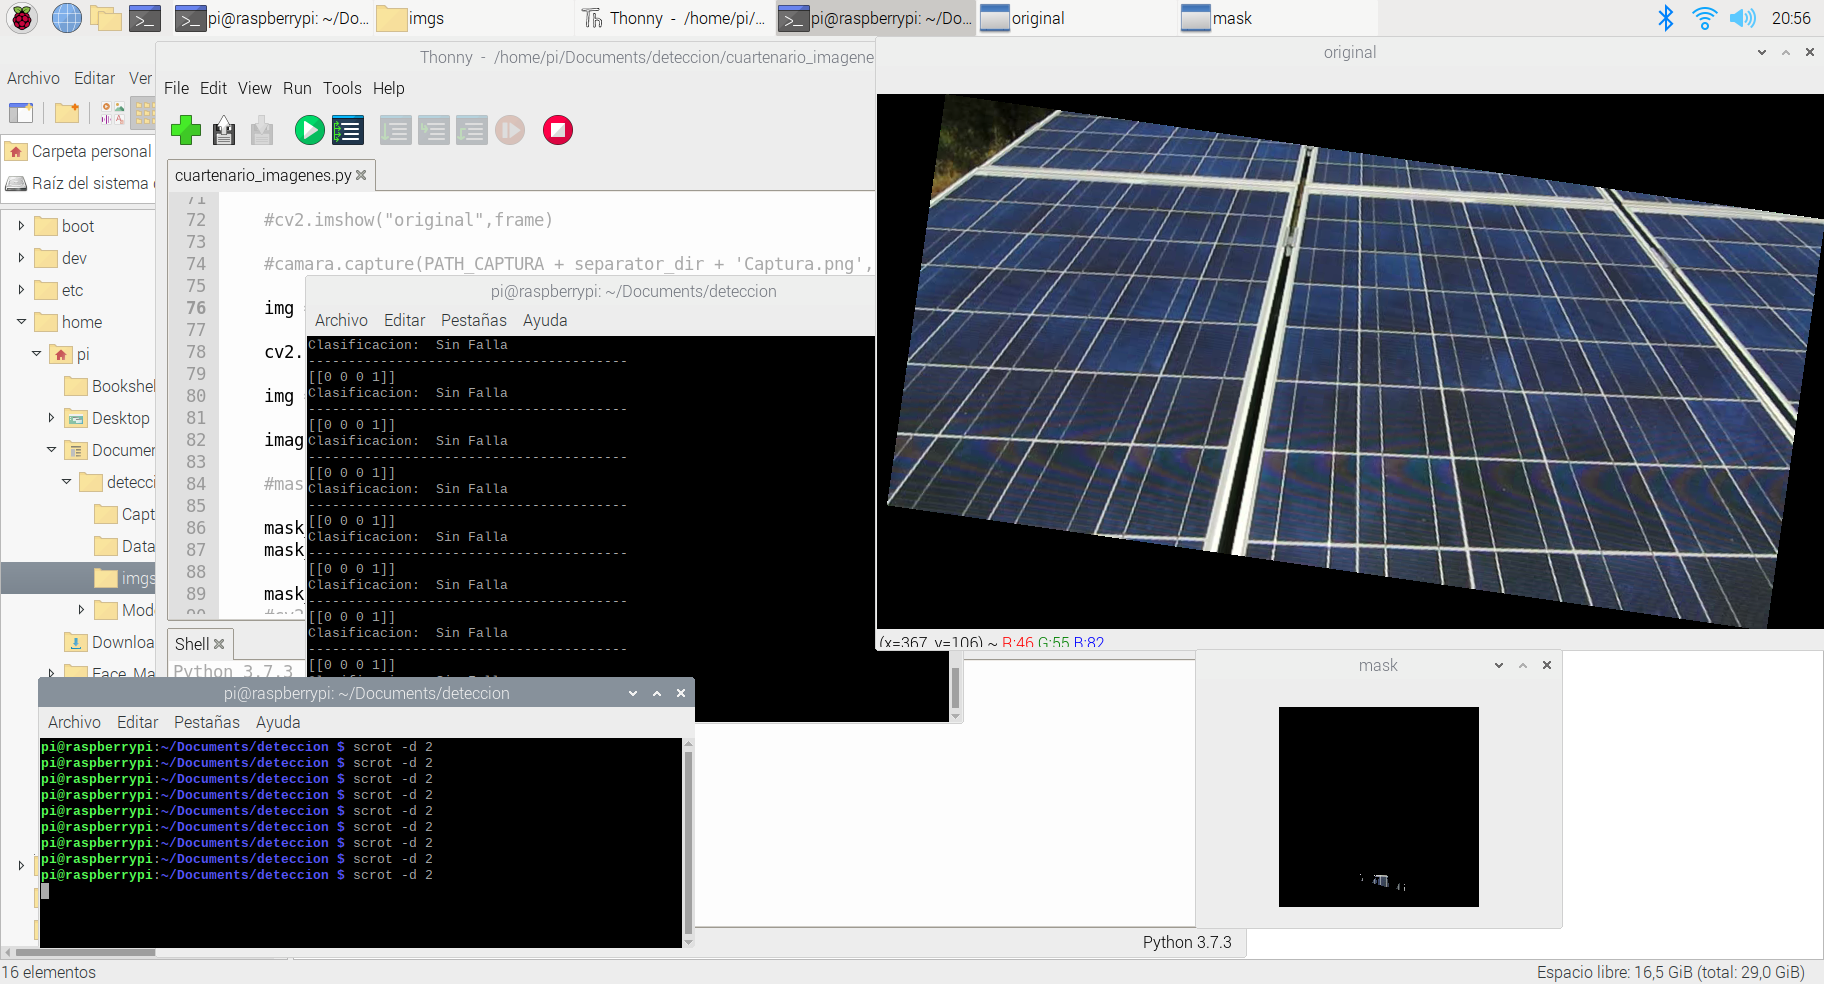 pi@raspberrypi: ~/Do...
imgs
Thonny - /home/pi/...
pi@raspberrypi: ~/Do...
original
mask
20:56
Archivo Editar Ver
Carpeta personal
Raíz del sistema
boot
dev
etc
home
pi
Bookshel
Desktop
Documen
detecci
Capt
Data
imgs
Mod
Downloa
Face_Ma
16 elementos
Espacio libre: 16,5 GiB (total: 29,0 GiB)
Thonny - /home/pi/Documents/deteccion/cuartenario_imagene
File Edit View Run Tools Help
cuartenario_imagenes.py
71
72 #cv2.imshow("original",frame)
73
74 #camara.capture(PATH_CAPTURA + separator_dir + 'Captura.png',
75
76 img
77
78 cv2.
79
80 img
81
82 imag
83
84 #mas
85
86 mask
87 mask
88
89 mask
90 #cv2
Shell
Python 3.7.3
Python 3.7.3
pi@raspberrypi: ~/Documents/deteccion
Archivo Editar Pestañas Ayuda
Clasificacion: Sin Falla
----------------------------------------
[[0 0 0 1]]
Clasificacion: Sin Falla
----------------------------------------
[[0 0 0 1]]
Clasificacion: Sin Falla
----------------------------------------
[[0 0 0 1]]
Clasificacion: Sin Falla
----------------------------------------
[[0 0 0 1]]
Clasificacion: Sin Falla
----------------------------------------
[[0 0 0 1]]
Clasificacion: Sin Falla
----------------------------------------
[[0 0 0 1]]
Clasificacion: Sin Falla
----------------------------------------
[[0 0 0 1]]
pi@raspberrypi: ~/Documents/deteccion
Archivo Editar Pestañas Ayuda
pi@raspberrypi:~/Documents/deteccion $ scrot -d 2
pi@raspberrypi:~/Documents/deteccion $ scrot -d 2
pi@raspberrypi:~/Documents/deteccion $ scrot -d 2
pi@raspberrypi:~/Documents/deteccion $ scrot -d 2
pi@raspberrypi:~/Documents/deteccion $ scrot -d 2
pi@raspberrypi:~/Documents/deteccion $ scrot -d 2
pi@raspberrypi:~/Documents/deteccion $ scrot -d 2
pi@raspberrypi:~/Documents/deteccion $ scrot -d 2
pi@raspberrypi:~/Documents/deteccion $ scrot -d 2
original
(x=367, y=106) ~ R:46 G:55 B:82
mask